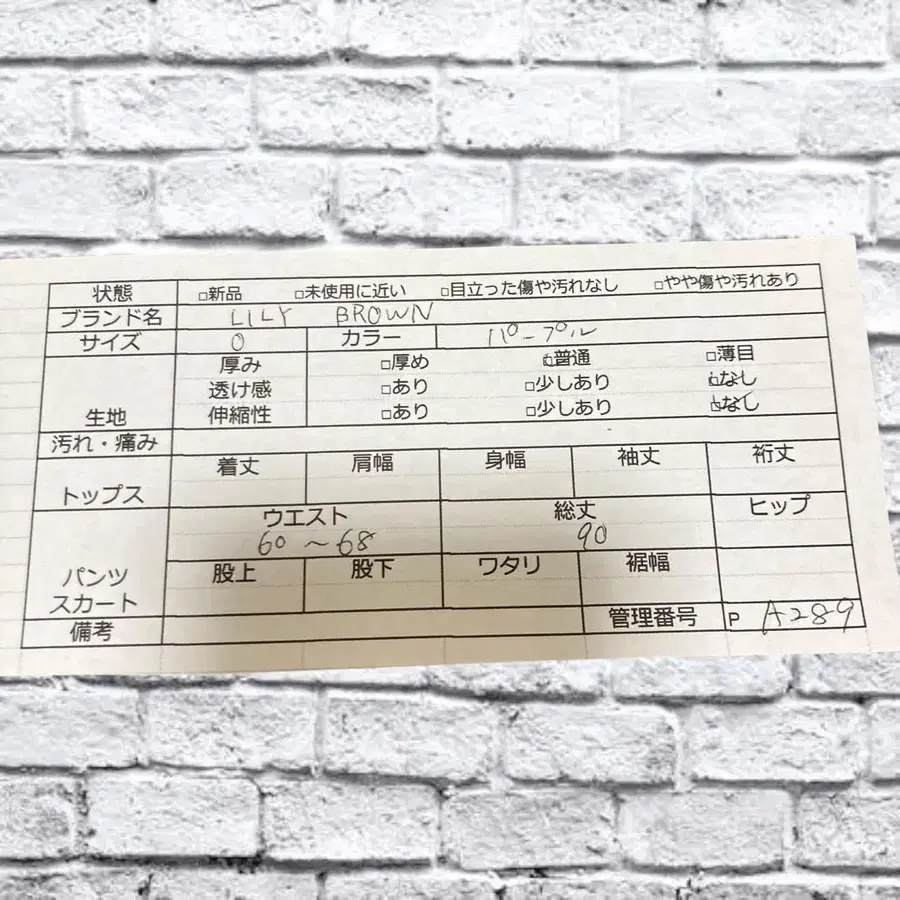 状態 □新品 □未使用に近い □目立った傷や汚れなし □やや傷や汚れあり
ブランド名 LILY BROWN
サイズ 0 カラー パープル
厚み □厚め □普通 □薄目
透け感 □あり □少しあり □なし
生地 伸縮性 □あり □少しあり □なし
汚れ・痛み
着丈 肩幅 身幅 袖丈 裄丈
トップス
ウエスト 総丈 ヒップ
60~68 90
股上 股下 ワタリ 裾幅
パンツ
スカート
備考 管理番号 P A289